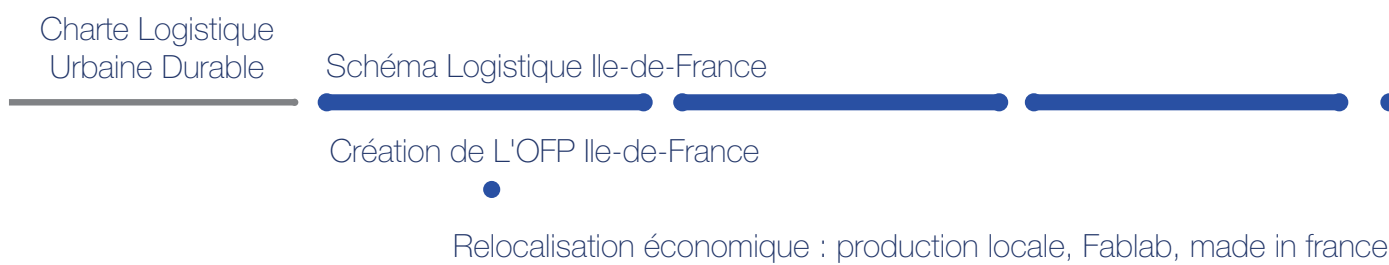 Charte Logistique
Urbaine Durable
Schéma Logistique Ile-de-France
Création de L'OFP Ile-de-France
Relocalisation économique : production locale, Fablab, made in france